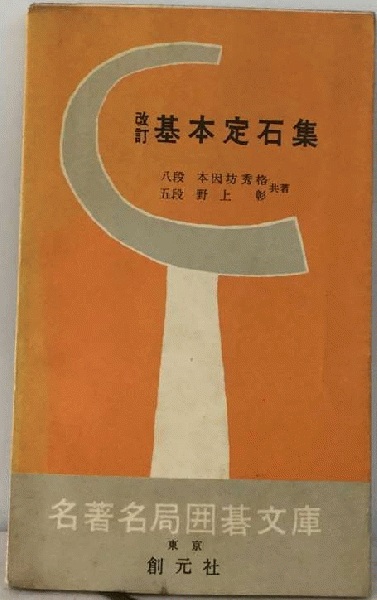 改訂 基本定石集
八段 本因坊秀格
五段 野上 彰
共著
名著名局囲碁文庫
東京
創元社